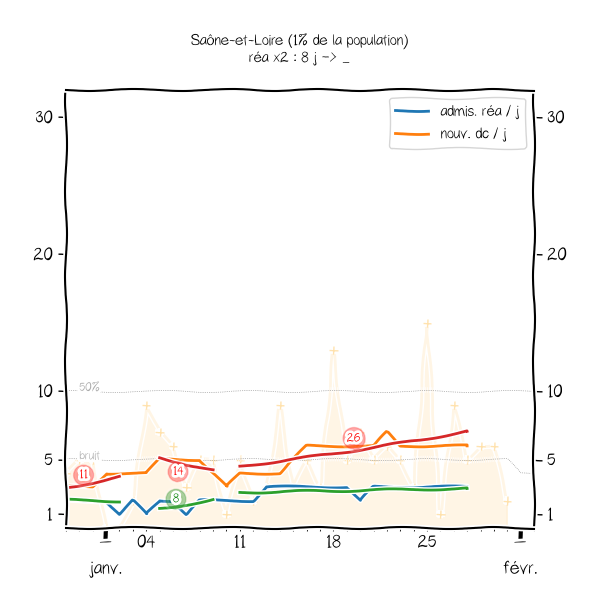 Saône-et-Loire (1% de la population)
réa x2 : 8 j -> _
admis. réa / j
nouv. dc / j
30
30
20
20
50%
10
10
26
bruit
5
5
11
14
8
1
1
04
11
18
25
janv.
févr.